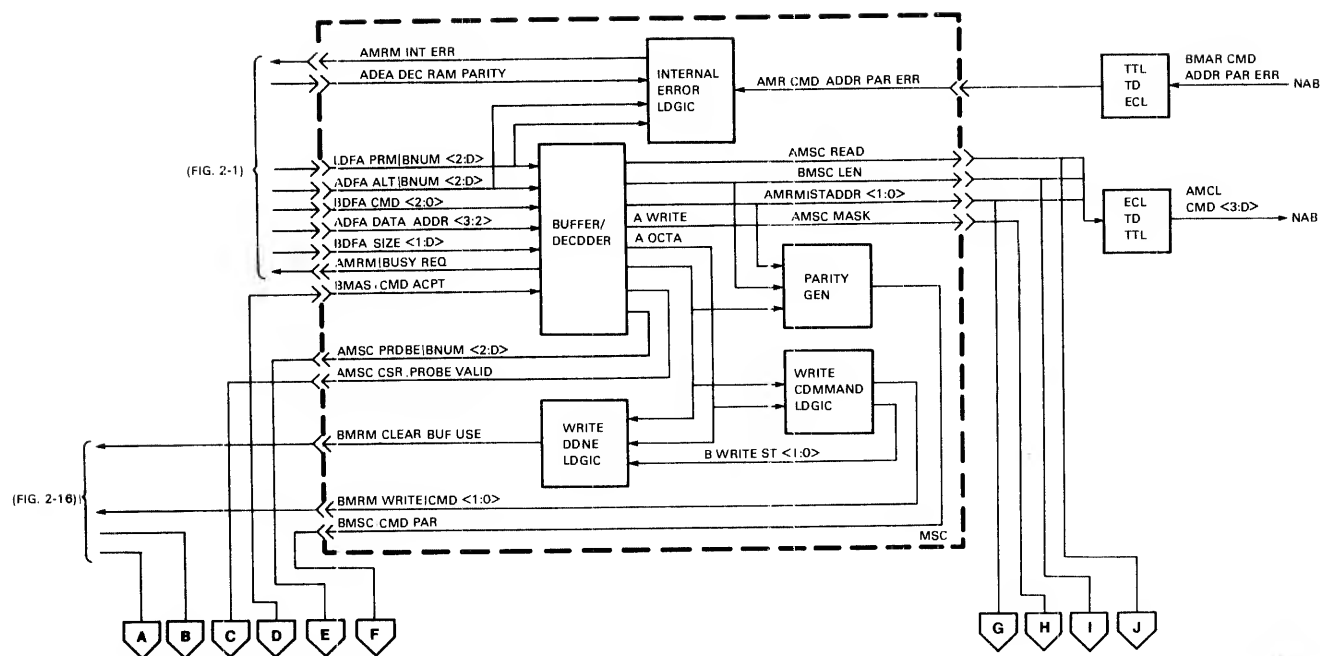 AMRM INT ERR
ADEA DEC RAM PARITY
INTERNAL
ERROR
LDGIC
AMR CMD ADDR PAR ERR
TTL
TD
ECL
BMAR CMD
ADDR PAR ERR
NAB
(FIG. 2-1)
ADFA ALT|BNUM <2:D>
BDFA CMD <2:0>
ADFA DATA ADDR <3:2>
BDFA SIZE <1:D>
AMRM|BUSY REQ
BMAS CMD ACPT
BUFFER/
DECDDER
AMSC READ
BMSC LEN
AMRM|STADDR <1:0>
A WRITE
AMSC MASK
A OCTA
ECL
TD
TTL
AMCL
CMD <3:D>
NAB
PARITY
GEN
AMSC PRDBE|BNUM <2:D>
AMSC CSR.PROBE VALID
WRITE
CDMMAND
LDGIC
WRITE
DDNE
LDGIC
BMRM CLEAR BUF USE
B WRITE ST <1:0>
(FIG. 2-16)
BMRM WRITE|CMD <1:0>
BMSC CMD PAR
MSC
A
B
C
D
E
F
G
H
I
J